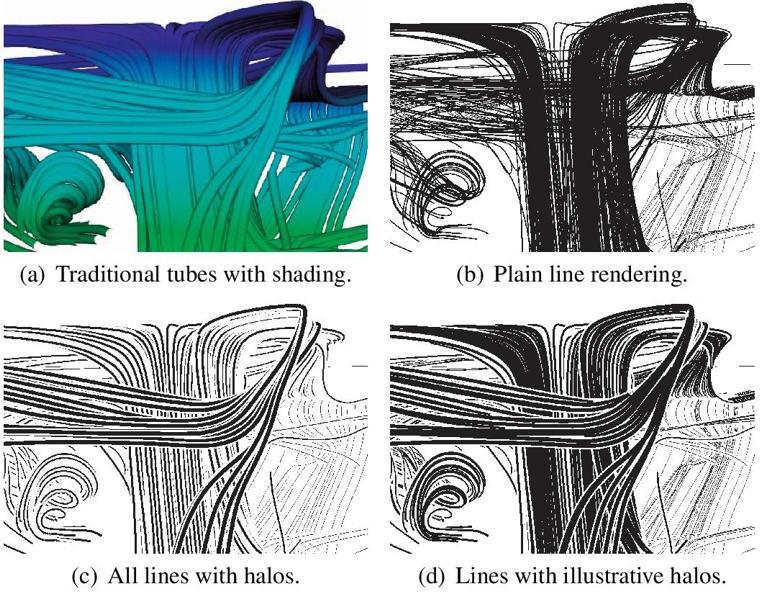 (a) Traditional tubes with shading.
(b) Plain line rendering.
(c) All lines with halos.
(d) Lines with illustrative halos.